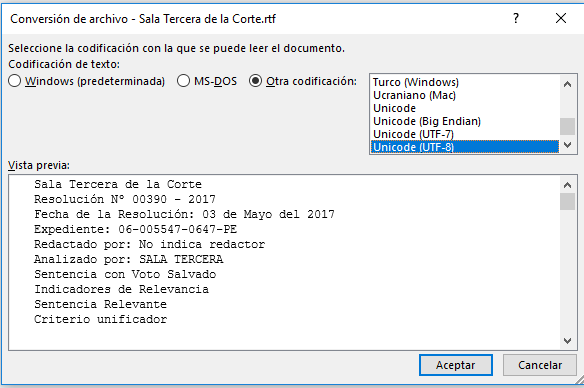 Conversión de archivo - Sala Tercera de la Corte.rtf
Seleccione la codificación con la que se puede leer el documento.
Codificación de texto:
Windows (predeterminada) MS-DOS Otra codificación:
Turco (Windows)
Ucraniano (Mac)
Unicode
Unicode (Big Endian)
Unicode (UTF-7)
Unicode (UTF-8)
Vista previa:
Sala Tercera de la Corte
Resolución Nº 00390 - 2017
Fecha de la Resolución: 03 de Mayo del 2017
Expediente: 06-005547-0647-PE
Redactado por: No indica redactor
Analizado por: SALA TERCERA
Sentencia con Voto Salvado
Indicadores de Relevancia
Sentencia Relevante
Criterio unificador
Aceptar Cancelar